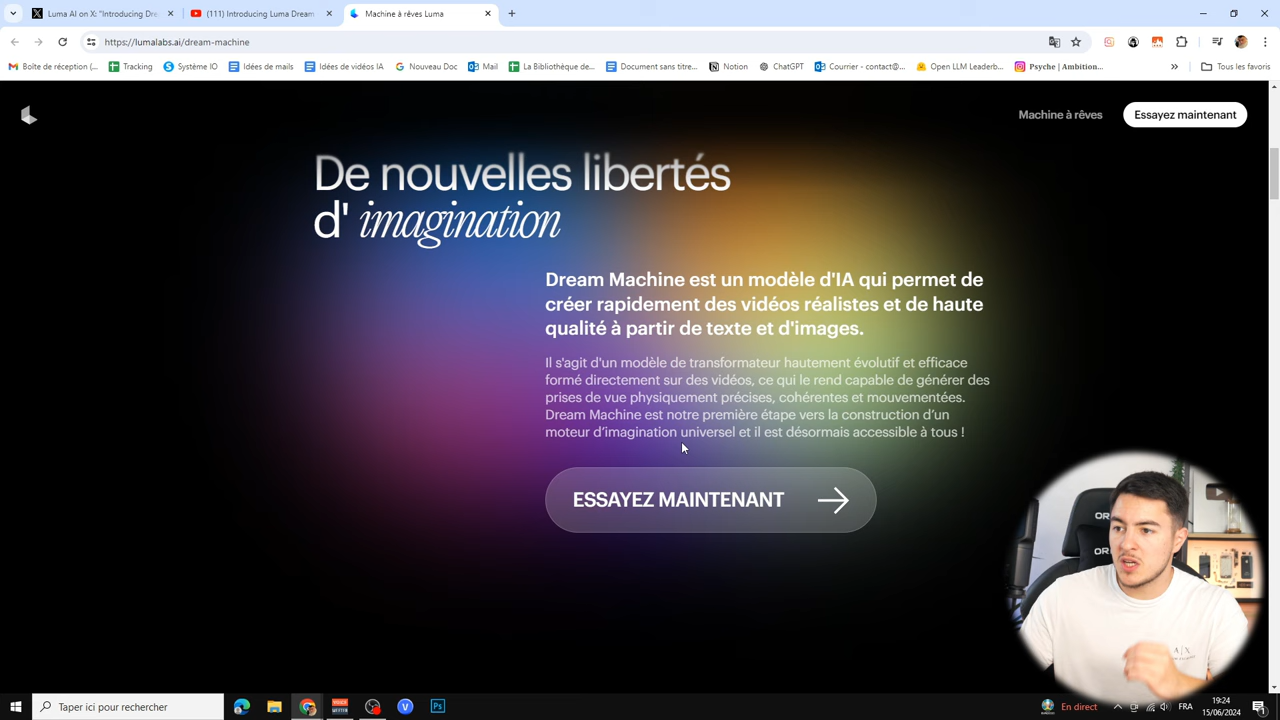 Luma AI on X: "Introducing Dre
(111) Introducing Luma Dream
Machine à rêves Luma
https://lumalabs.ai/dream-machine
Boîte de réception (...
Tracking
Système IO
Idées de mails
Idées de vidéos IA
Nouveau Doc
Mail
La Bibliothèque de...
Document sans titre...
Notion
ChatGPT
Courrier - contact@...
Open LLM Leaderb...
Psyche | Ambition...
»
Tous les favoris
Machine à rêves
Essayez maintenant
De nouvelles libertés
d' imagination
Dream Machine est un modèle d'IA qui permet de
créer rapidement des vidéos réalistes et de haute
qualité à partir de texte et d'images.
Il s'agit d'un modèle de transformateur hautement évolutif et efficace
formé directement sur des vidéos, ce qui le rend capable de générer des
prises de vue physiquement précises, cohérentes et mouvementées.
Dream Machine est notre première étape vers la construction d'un
moteur d'imagination universel et il est désormais accessible à tous !
ESSAYEZ MAINTENANT
OR
OR
A|X
Taper ici pour rechercher
En direct
FRA
19:24
15/06/2024